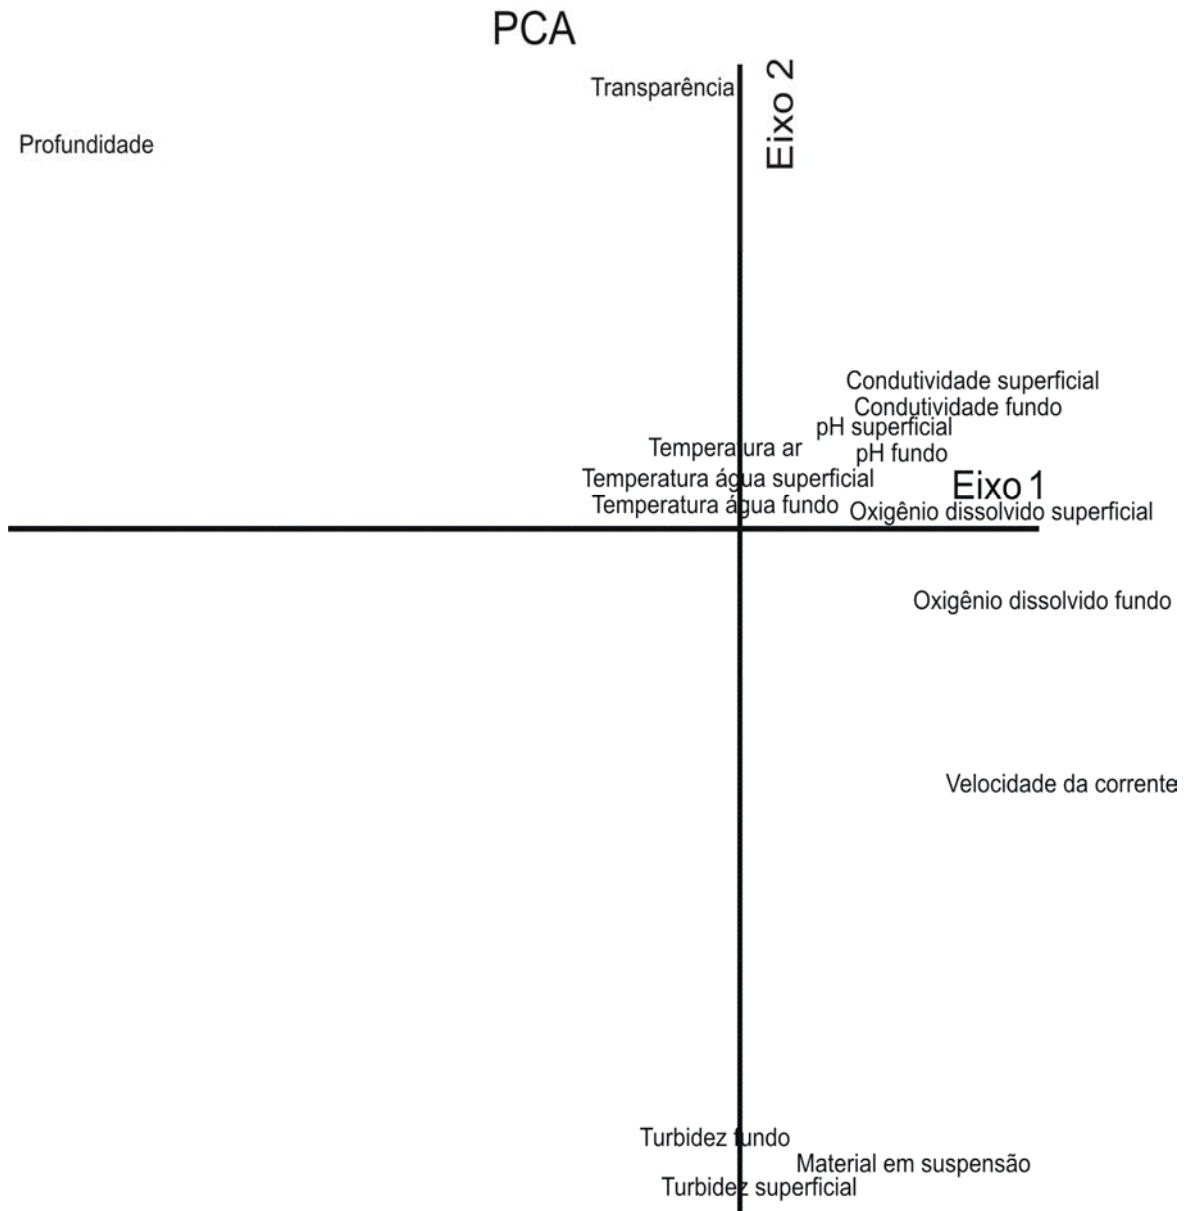 PCA
Transparência
Eixo 2
Profundidade
Condutividade superficial
Condutividade fundo
pH superficial
Temperatura ar
pH fundo
Temperatura água superficial
Eixo 1
Temperatura água fundo
Oxigênio dissolvido superficial
Oxigênio dissolvido fundo
Velocidade da corrente
Turbidez fundo
Material em suspensão
Turbidez superficial